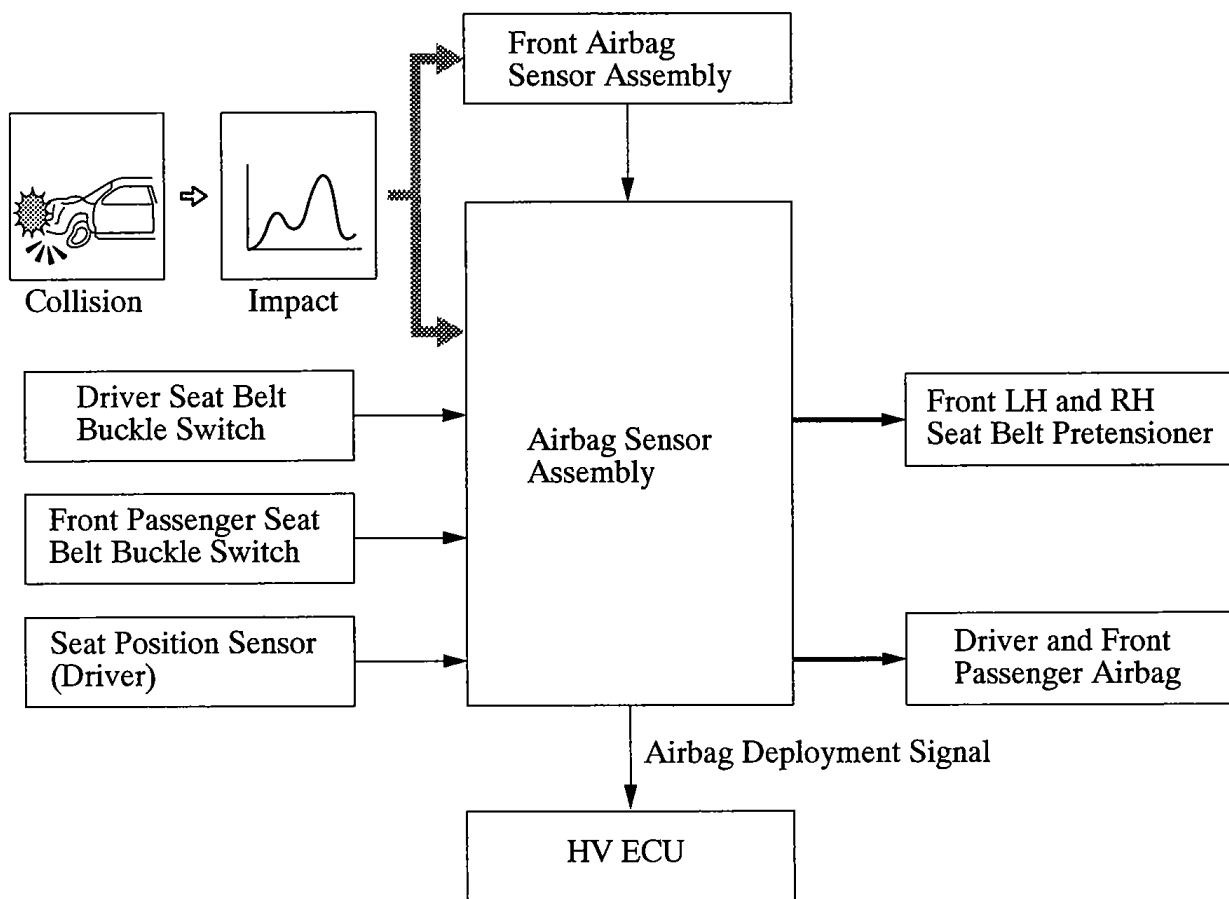 Front Airbag
Sensor Assembly
Collision
Impact
Driver Seat Belt
Buckle Switch
Front Passenger Seat
Belt Buckle Switch
Seat Position Sensor
(Driver)
Airbag Sensor
Assembly
Front LH and RH
Seat Belt Pretensioner
Driver and Front
Passenger Airbag
Airbag Deployment Signal
HV ECU